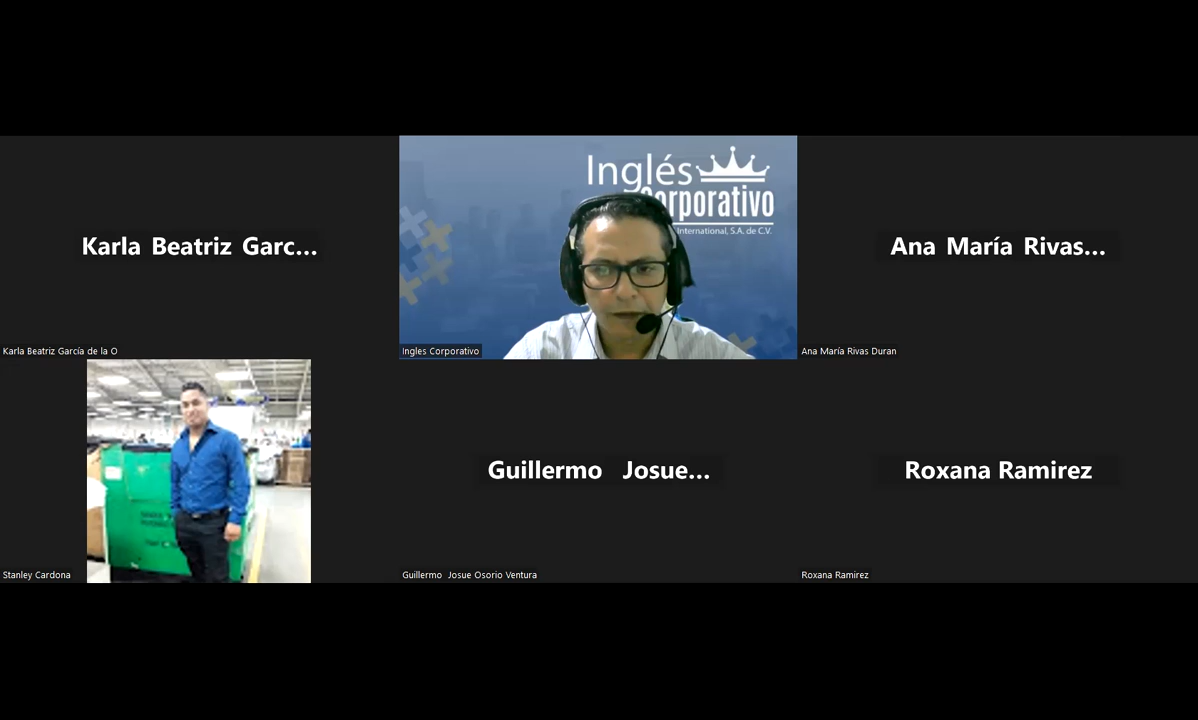 Inglés
Corporativo
International, S.A. de C.V.
Karla Beatriz Garc...
Ana María Rivas...
Karla Beatriz García de la O
Ingles Corporativo
Ana María Rivas Duran
Guillermo Josue...
Roxana Ramirez
Stanley Cardona
Guillermo Josue Osorio Ventura
Roxana Ramirez